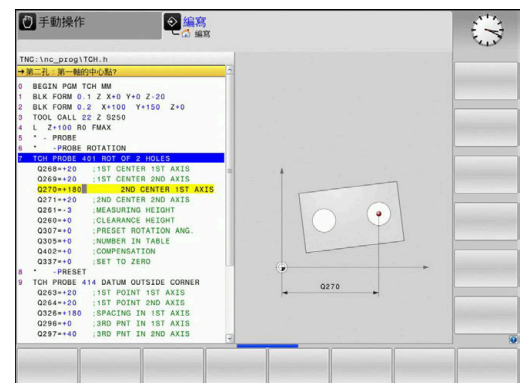 手動操作
編寫
編寫
TNC:\nc_prog\TCH.h
→第二孔：第一軸的中心點?
0 BEGIN PGM TCH MM
1 BLK FORM 0.1 Z X+0 Y+0 Z-20
2 BLK FORM 0.2 X+100 Y+150 Z+0
3 TOOL CALL 22 Z S250
4 L Z+100 R0 FMAX
5 * - PROBE
6 * -PROBE ROTATION
7 TCH PROBE 401 ROT OF 2 HOLES
Q268=+20 ;1ST CENTER 1ST AXIS
Q269=+20 ;1ST CENTER 2ND AXIS
Q270=+180 2ND CENTER 1ST AXIS
Q271=+20 ;2ND CENTER 2ND AXIS
Q261=-3 ;MEASURING HEIGHT
Q260=+0 ;CLEARANCE HEIGHT
Q307=+0 ;PRESET ROTATION ANG.
Q305=+0 ;NUMBER IN TABLE
Q402=+0 ;COMPENSATION
Q337=+0 ;SET TO ZERO
8 * -PRESET
9 TCH PROBE 414 DATUM OUTSIDE CORNER
Q263=+20 ;1ST POINT 1ST AXIS
Q264=+20 ;1ST POINT 2ND AXIS
Q326=+180 ;SPACING IN 1ST AXIS
Q296=+0 ;3RD PNT IN 1ST AXIS
Q297=+40 ;3RD PNT IN 2ND AXIS
Q270